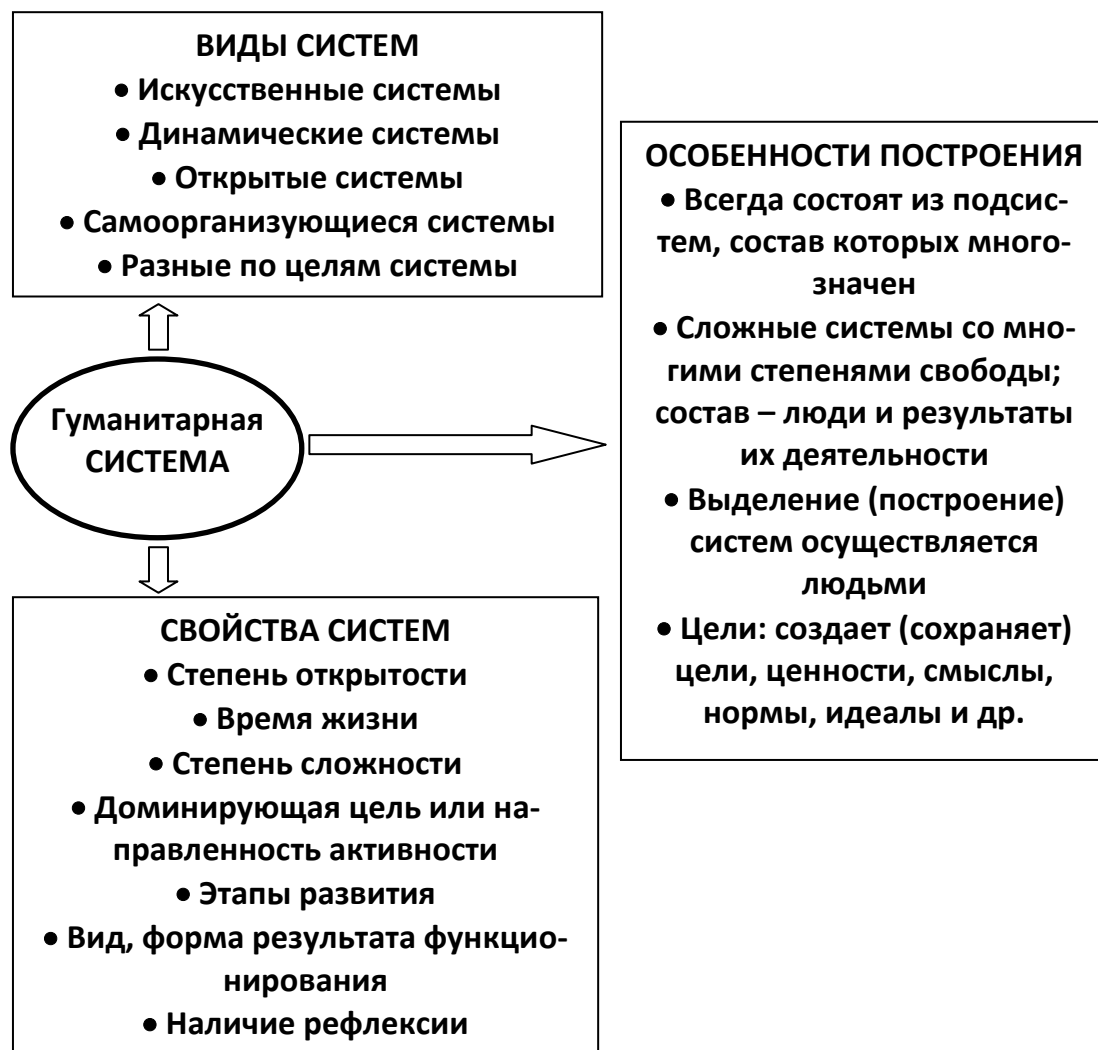 ВИДЫ СИСТЕМ
• Искусственные системы
• Динамические системы
• Открытые системы
• Самоорганизующиеся системы
• Разные по целям системы
Гуманитарная
СИСТЕМА
ОСОБЕННОСТИ ПОСТРОЕНИЯ
• Всегда состоят из подсис-
тем, состав которых много-
значен
• Сложные системы со мно-
гими степенями свободы;
состав – люди и результаты
их деятельности
• Выделение (построение)
систем осуществляется
людьми
• Цели: создает (сохраняет)
цели, ценности, смыслы,
нормы, идеалы и др.
СВОЙСТВА СИСТЕМ
• Степень открытости
• Время жизни
• Степень сложности
• Доминирующая цель или на-
правленность активности
• Этапы развития
• Вид, форма результата функцио-
нирования
• Наличие рефлексии